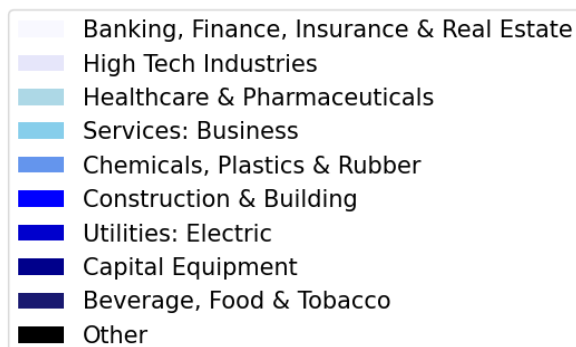 Banking, Finance, Insurance & Real Estate
High Tech Industries
Healthcare & Pharmaceuticals
Services: Business
Chemicals, Plastics & Rubber
Construction & Building
Utilities: Electric
Capital Equipment
Beverage, Food & Tobacco
Other